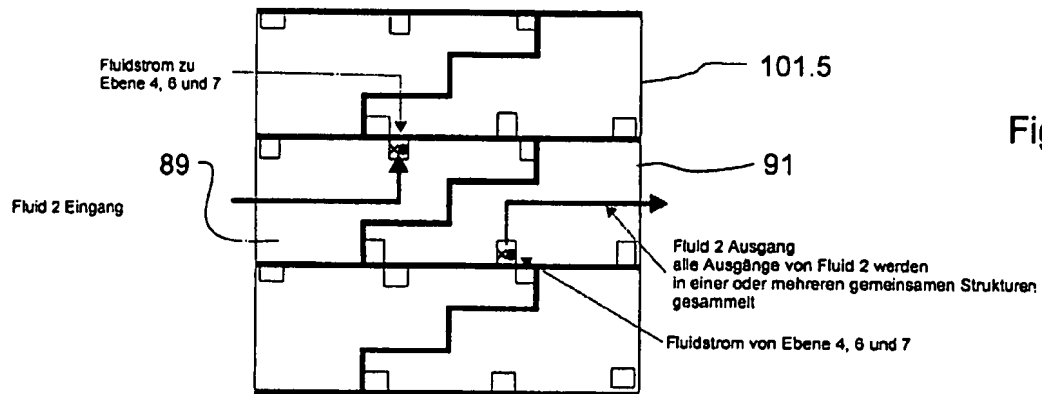 Fluidstrom zu
Ebene 4, 6 und 7
101.5
Fig
89
91
Fluid 2 Eingang
Fluid 2 Ausgang
alle Ausgänge von Fluid 2 werden
in einer oder mehreren gemeinsamen Strukturen
gesammelt
Fluidstrom von Ebene 4, 6 und 7